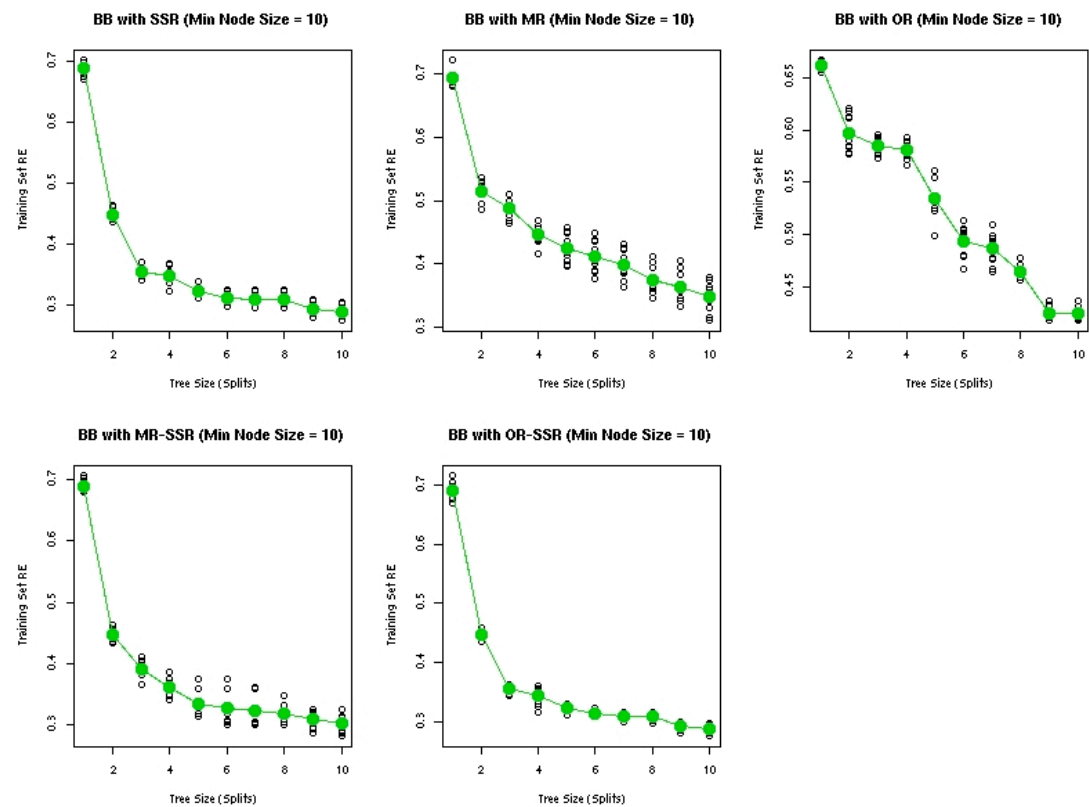 BB with SSR (Min Node Size = 10)
BB with MR (Min Node Size = 10)
BB with OR (Min Node Size = 10)
Training Set RE
0.7
0.6
0.5
0.4
0.3
2 4 6 8 10
Tree Size (Splits)
Training Set RE
0.7
0.6
0.5
0.4
0.3
2 4 6 8 10
Tree Size (Splits)
Training Set RE
0.65
0.60
0.55
0.50
0.45
2 4 6 8 10
Tree Size (Splits)
BB with MR-SSR (Min Node Size = 10)
BB with OR-SSR (Min Node Size = 10)
Training Set RE
0.7
0.6
0.5
0.4
0.3
2 4 6 8 10
Tree Size (Splits)
Training Set RE
0.7
0.6
0.5
0.4
0.3
2 4 6 8 10
Tree Size (Splits)